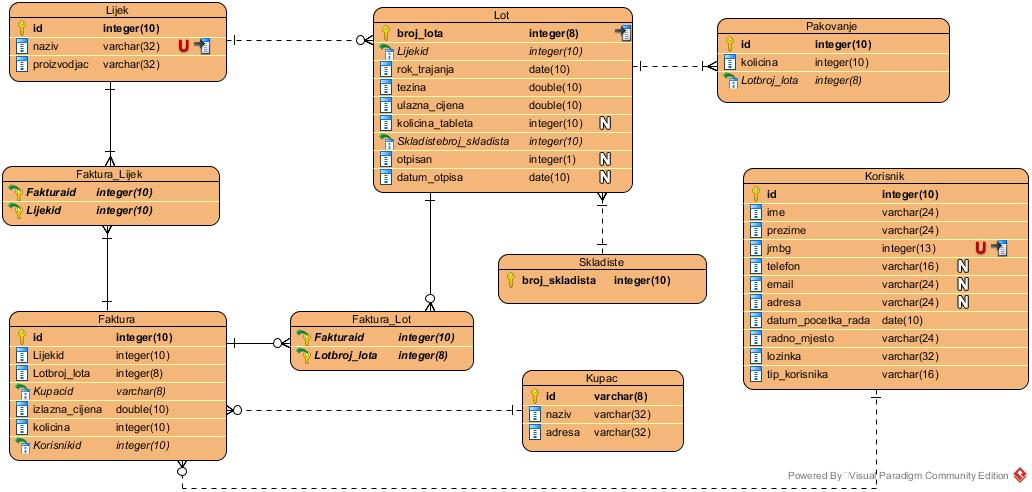 Lijek
id integer(10)
naziv varchar(32) U
proizvodjac varchar(32)
Lot
broj_lota integer(8)
Lijekid integer(10)
rok_trajanja date(10)
tezina double(10)
ulazna_cijena double(10)
kolicina_tableta integer(10) N
Skladistebroj_skladista integer(10)
otpisan integer(1) N
datum_otpisa date(10) N
Pakovanje
id integer(10)
kolicina integer(10)
Lotbroj_lota integer(8)
Faktura_Lijek
Fakturaid integer(10)
Lijekid integer(10)
Korisnik
id integer(10)
ime varchar(24)
prezime varchar(24)
jmbg integer(13) U
telefon varchar(16) N
email varchar(24) N
adresa varchar(24) N
datum_pocetka_rada date(10)
radno_mjesto varchar(24)
lozinka varchar(32)
tip_korisnika varchar(16)
Skladiste
broj_skladista integer(10)
Faktura
id integer(10)
Lijekid integer(10)
Lotbroj_lota integer(8)
Kupacid varchar(8)
izlazna_cijena double(10)
kolicina integer(10)
Korisnikid integer(10)
Faktura_Lot
Fakturaid integer(10)
Lotbroj_lota integer(8)
Kupac
id varchar(8)
naziv varchar(32)
adresa varchar(32)
Powered By Visual Paradigm Community Edition